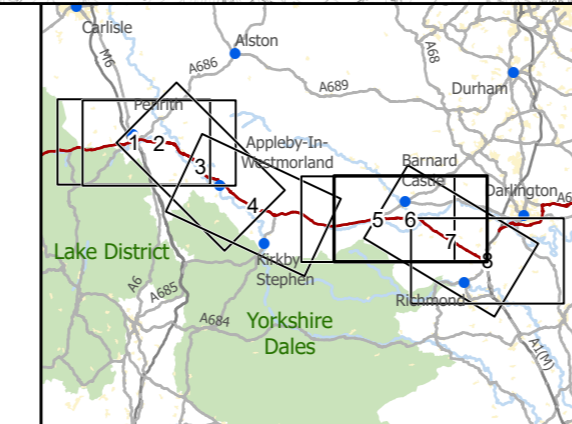 Carlisle
M6
Alston
A686
A689
A68
Durham
Penrith
1
2
3
4
Appleby-In-
Westmorland
Barnard
Castle
Darlington
A6
5
6
7
8
Lake District
Kirkby
Stephen
A6
A685
A684
Richmond
Yorkshire
Dales
A1(M)